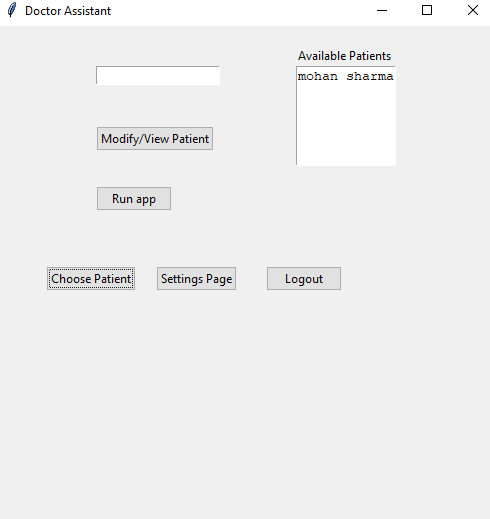 Doctor Assistant
Available Patients
mohan sharma
Modify/View Patient
Run app
Choose Patient
Settings Page
Logout